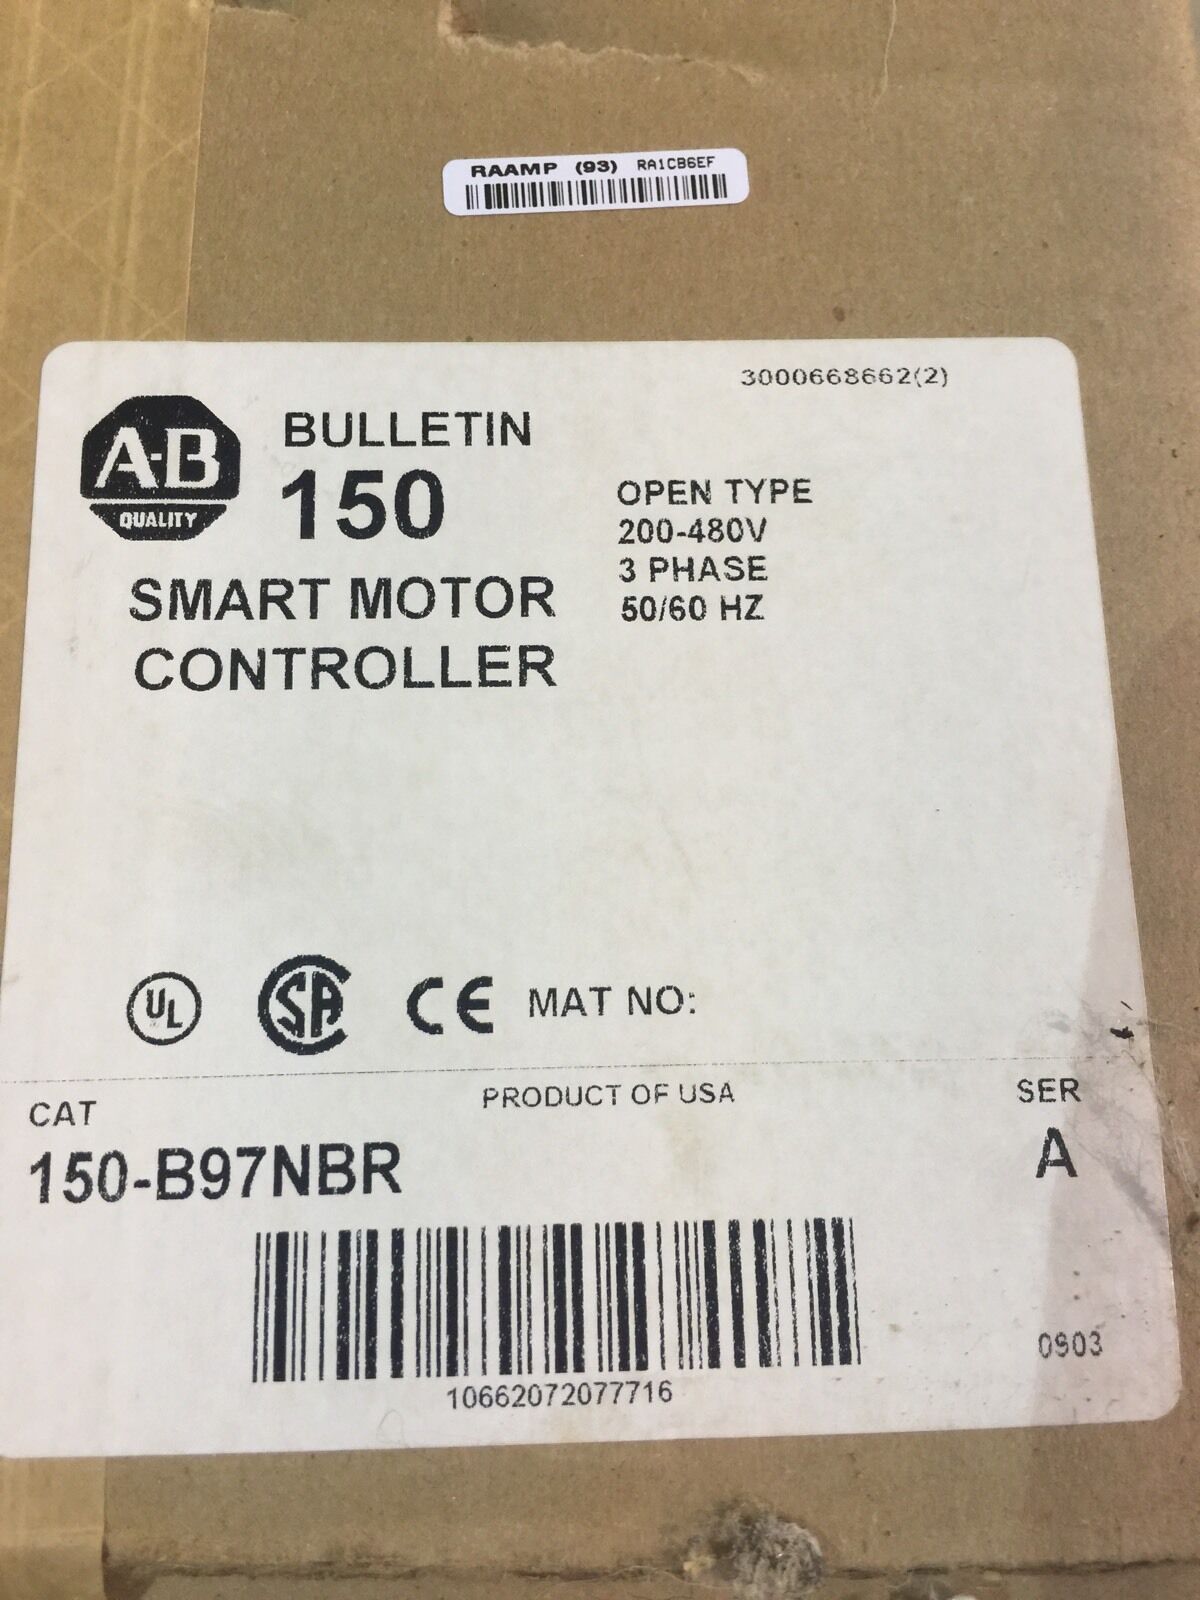 RAAMP (93) RA1CB6EF
3000668662(2)
A-B
QUALITY
BULLETIN
150
SMART MOTOR
CONTROLLER
OPEN TYPE
200-480V
3 PHASE
50/60 HZ
UL
SA
CE
MAT NO:
CAT
PRODUCT OF USA
SER
150-B97NBR
A
10662072077716
0903